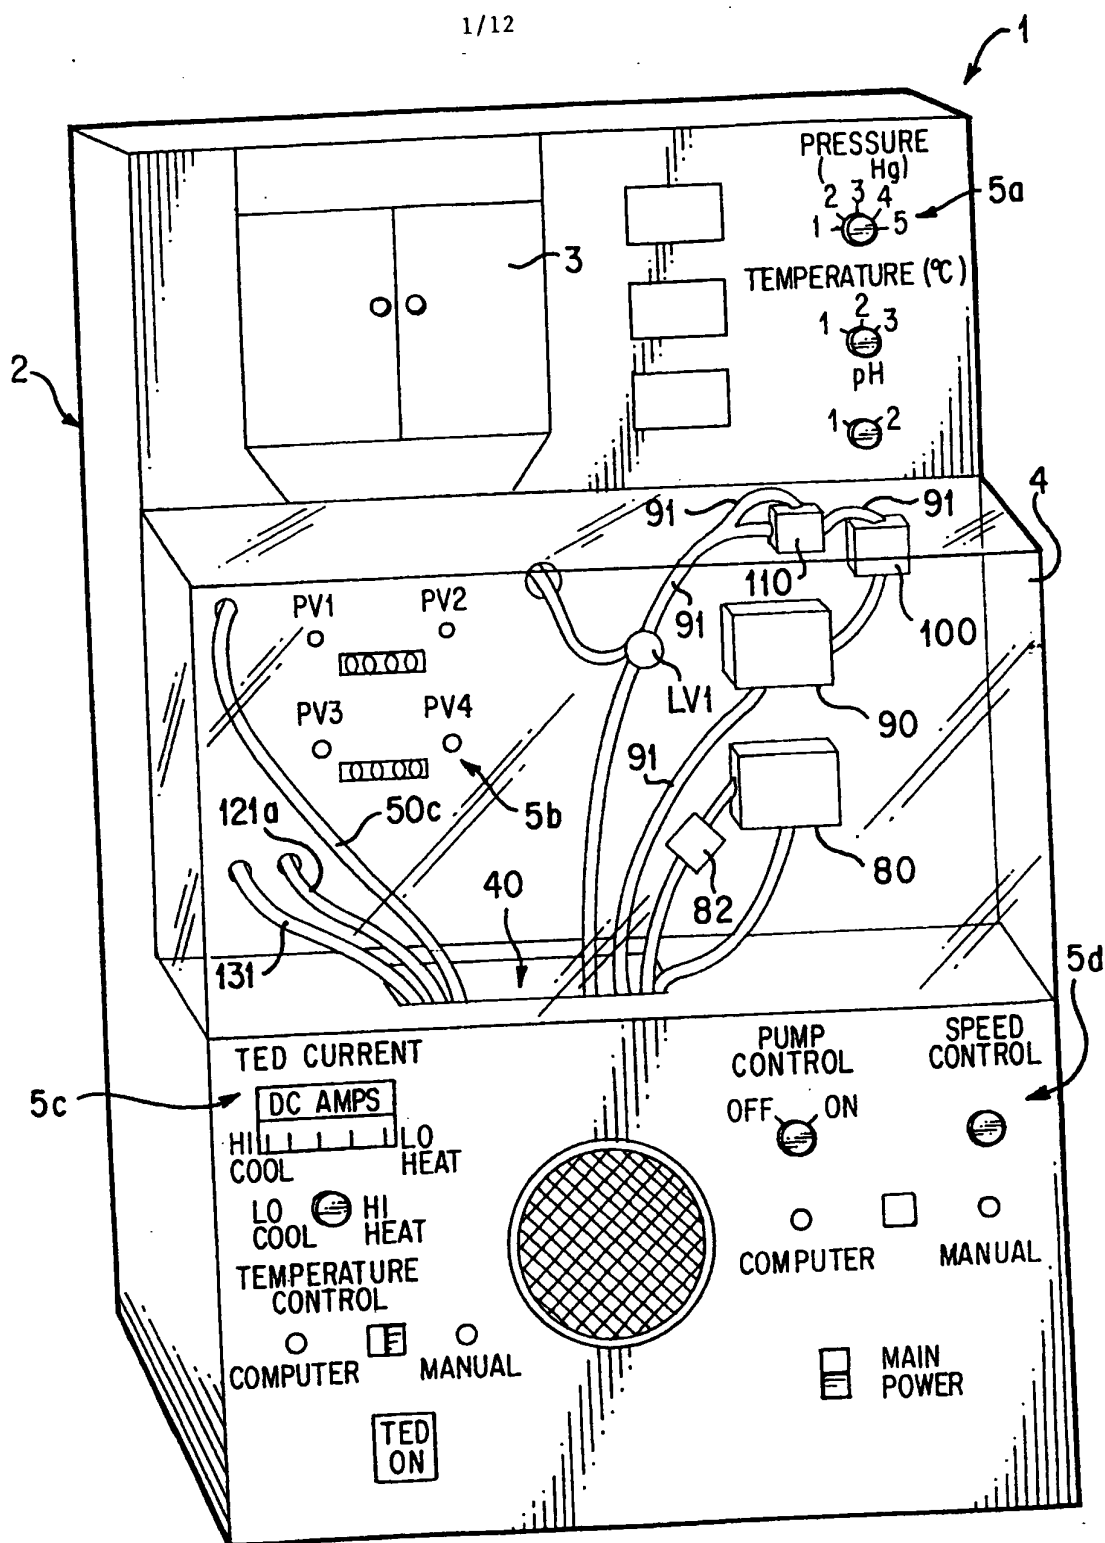 1/12
1
PRESSURE
( Hg)
1 2 3 4 5
5a
3
TEMPERATURE (°C)
1 2 3
2
pH
1 2
4
91
91
110
100
91
PV1 PV2
LV1
90
PV3 PV4
91
5b
50c
121a
80
82
40
131
5d
TED CURRENT
5c
DC AMPS
HI COOL
LO HEAT
LO COOL
HI HEAT
TEMPERATURE
CONTROL
COMPUTER
MANUAL
TED
ON
PUMP
CONTROL
SPEED
CONTROL
OFF ON
COMPUTER
MANUAL
MAIN
POWER